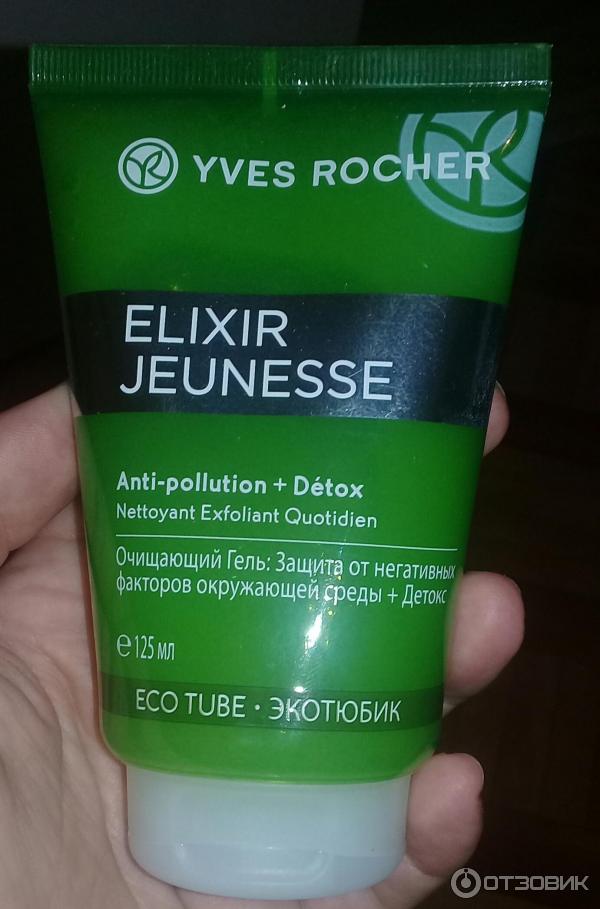 YVES ROCHER
ELIXIR
JEUNESSE
Anti-pollution + Détox
Nettoyant Exfoliant Quotidien
Очищающий Гель: Защита от негативных
факторов окружающей среды + Детокс
℮ 125 мл
ECO TUBE · ЭКОТЮБИК
ОТЗОВИК